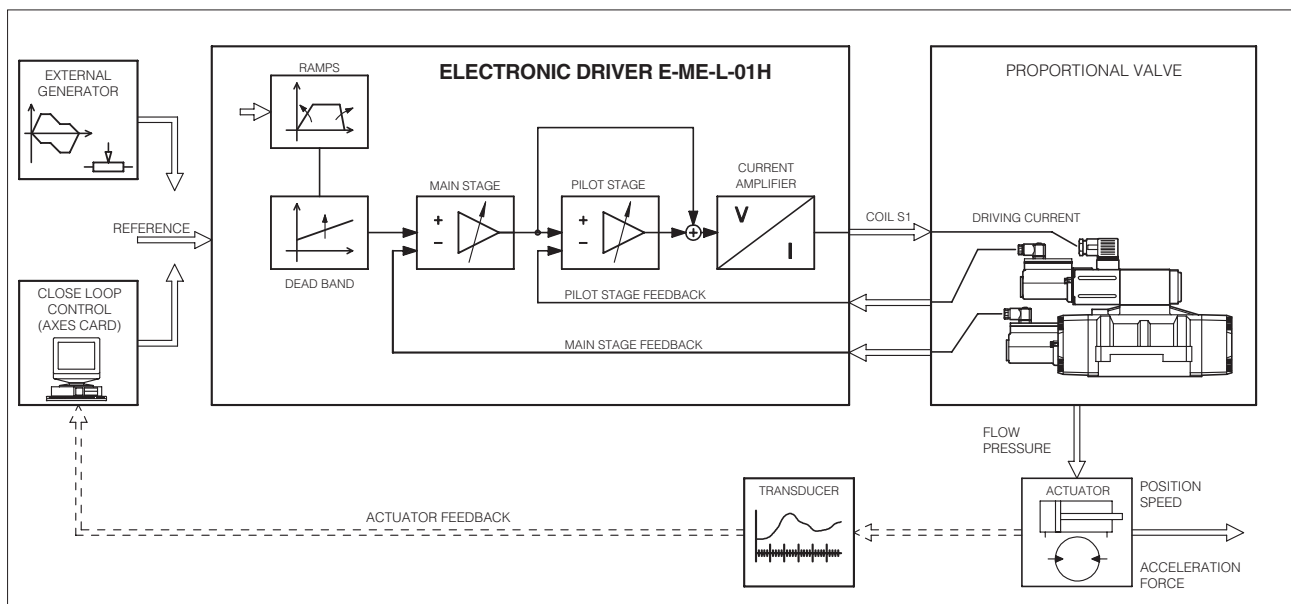 EXTERNAL
GENERATOR
REFERENCE
CLOSE LOOP
CONTROL
(AXES CARD)
ELECTRONIC DRIVER E-ME-L-01H
RAMPS
DEAD BAND
MAIN STAGE
+
−
PILOT STAGE
+
−
+
CURRENT
AMPLIFIER
V
I
PILOT STAGE FEEDBACK
MAIN STAGE FEEDBACK
COIL S1
PROPORTIONAL VALVE
DRIVING CURRENT
FLOW
PRESSURE
ACTUATOR
POSITION
SPEED
ACCELERATION
FORCE
TRANSDUCER
ACTUATOR FEEDBACK